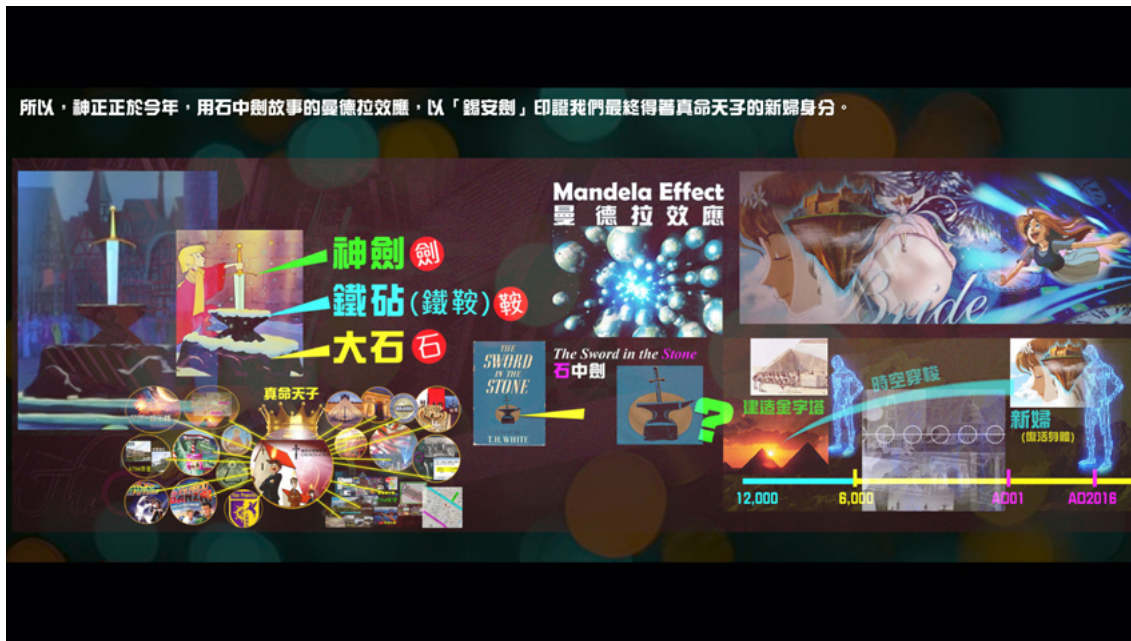 所以，神正正於今年，用石中劍故事的曼德拉效應，以「錫安劍」印證我們最終得著真命天子的新婦身分。
神劍 劍
鐵砧(鐵鞍) 鞍
大石 石
真命天子
Mandela Effect
曼德拉效應
THE
SWORD
IN THE
STONE
T.H.WHITE
The Sword in the Stone
石中劍
?
Bride
建造金字塔
時空穿梭
新婦
(復活身體)
12,000
6,000
AD01
AD2016